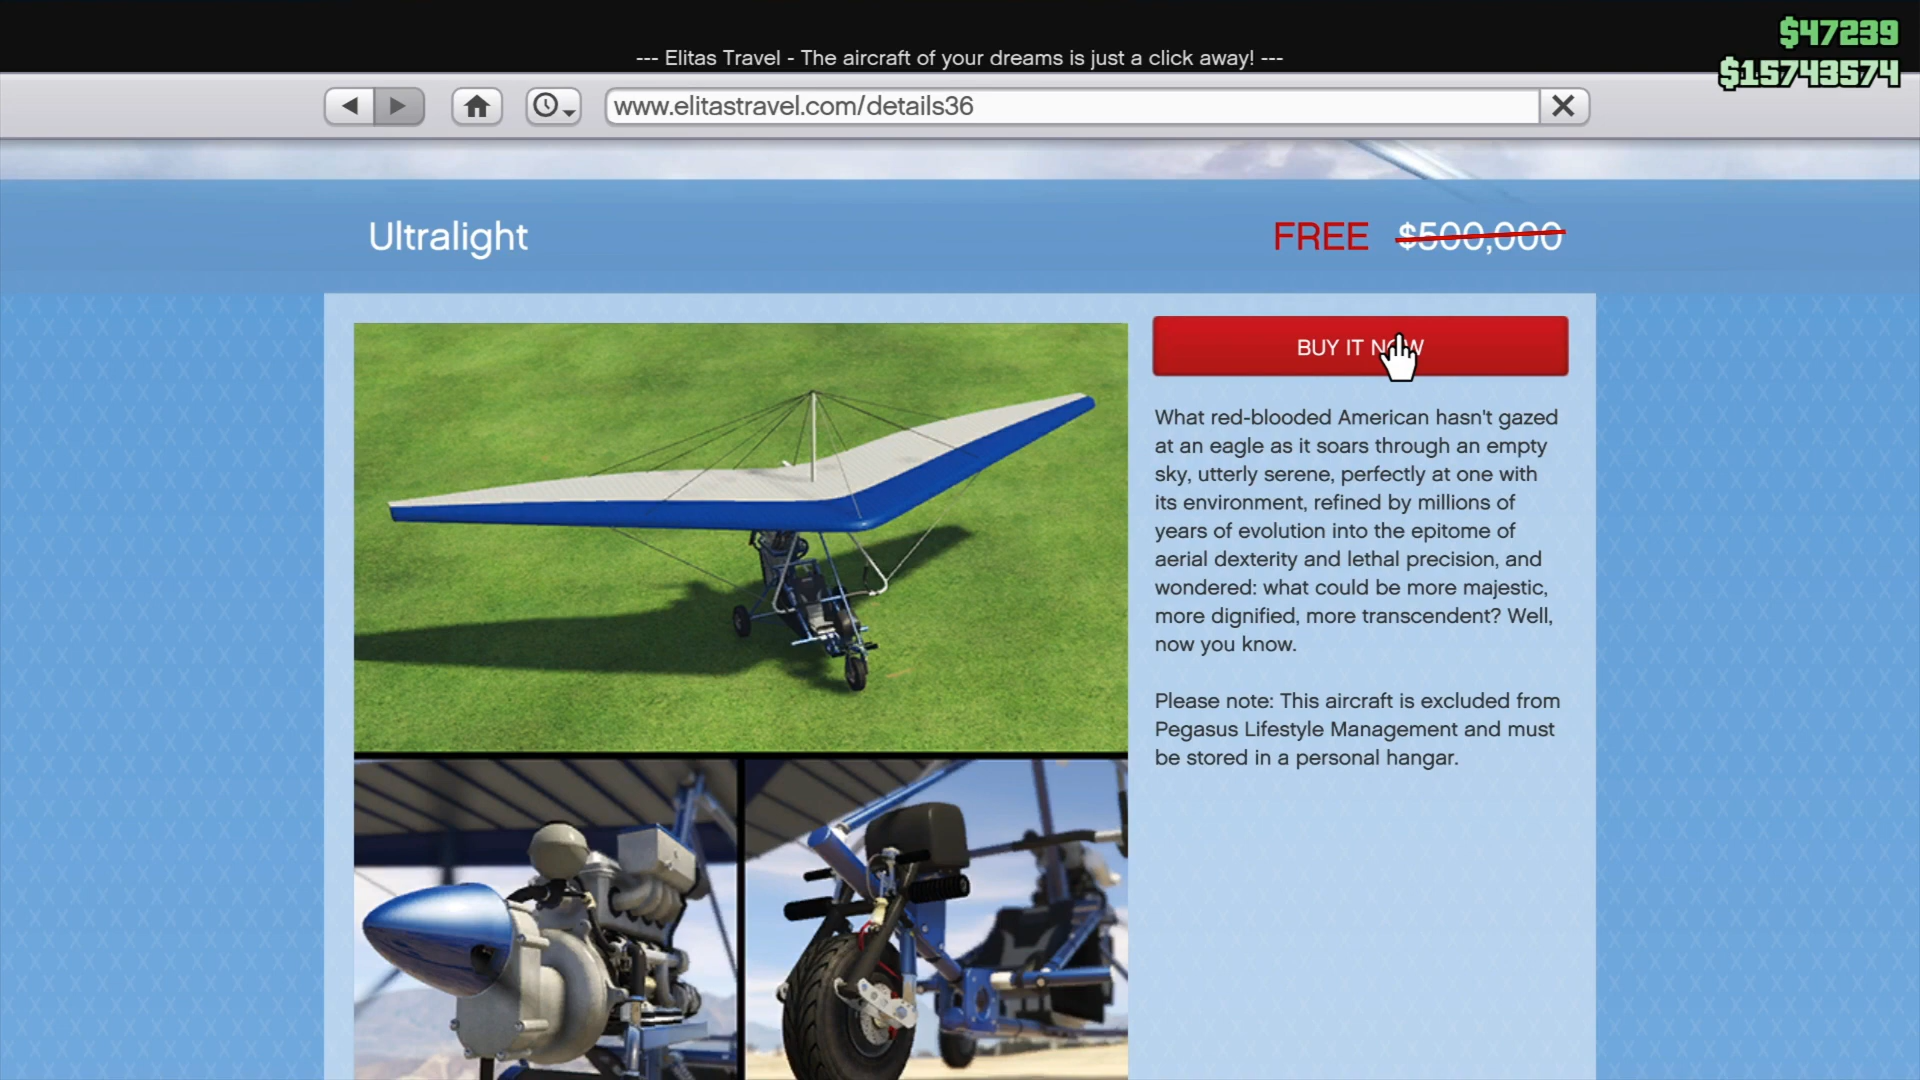 $47239
--- Elitas Travel - The aircraft of your dreams is just a click away! ---
$15743574
www.elitastravel.com/details36
Ultralight
FREE $500,000
BUY IT NOW
What red-blooded American hasn't gazed
at an eagle as it soars through an empty
sky, utterly serene, perfectly at one with
its environment, refined by millions of
years of evolution into the epitome of
aerial dexterity and lethal precision, and
wondered: what could be more majestic,
more dignified, more transcendent? Well,
now you know.
Please note: This aircraft is excluded from
Pegasus Lifestyle Management and must
be stored in a personal hangar.